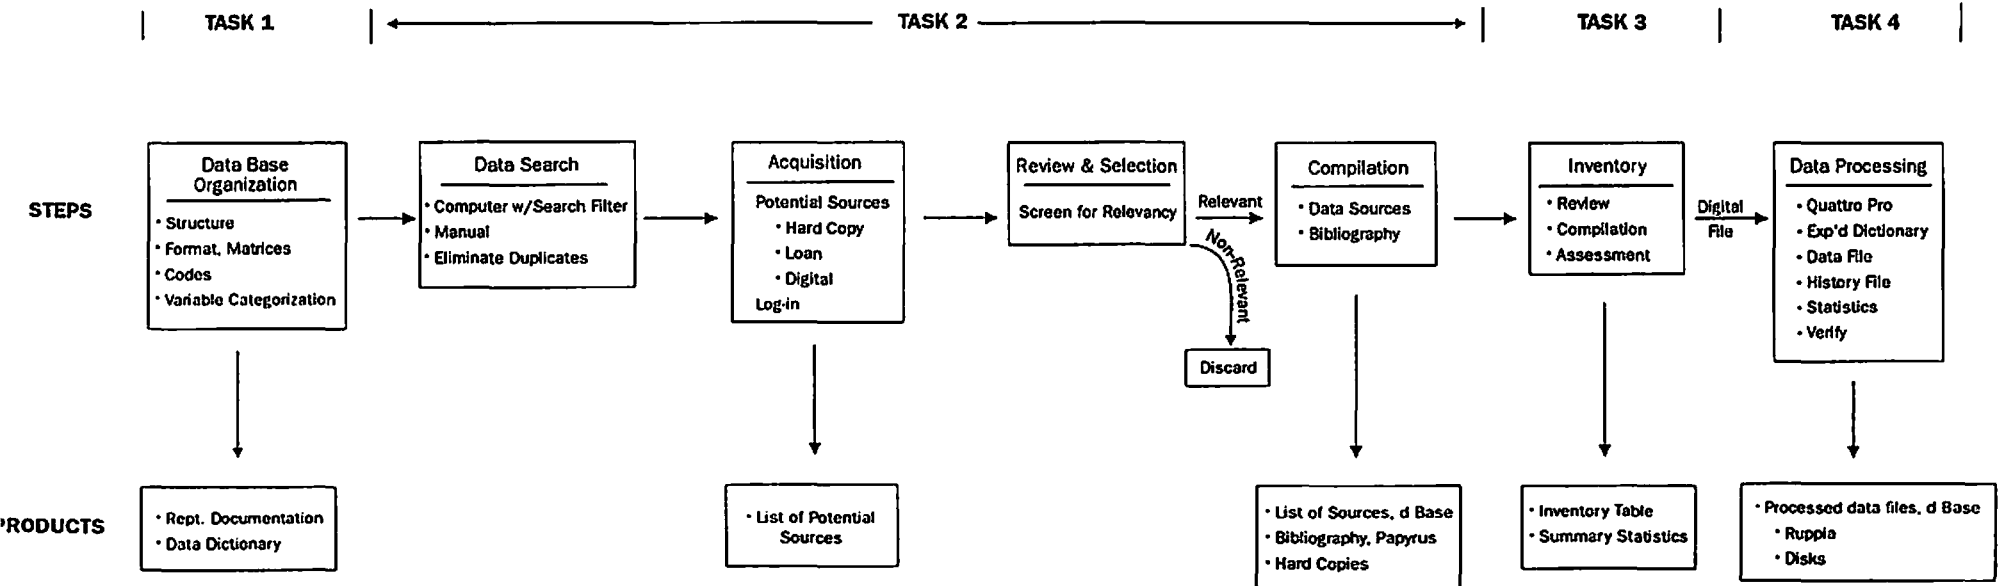 TASK 1
TASK 2
TASK 3
TASK 4
STEPS
Data Base
Organization
• Structure
• Format, Matrices
• Codes
• Variable Categorization
Data Search
• Computer w/Search Filter
• Manual
• Eliminate Duplicates
Acquisition
Potential Sources
• Hard Copy
• Loan
• Digital
Log-in
Review & Selection
Screen for Relevancy
Relevant
Non-Relevant
Discard
Compilation
• Data Sources
• Bibliography
Inventory
• Review
• Compilation
• Assessment
Digital
File
Data Processing
• Quattro Pro
• Exp'd Dictionary
• Data File
• History File
• Statistics
• Verify
PRODUCTS
• Rept. Documentation
• Data Dictionary
• List of Potential
Sources
• List of Sources, d Base
• Bibliography, Papyrus
• Hard Copies
• Inventory Table
• Summary Statistics
• Processed data files, d Base
• Ruppia
• Disks